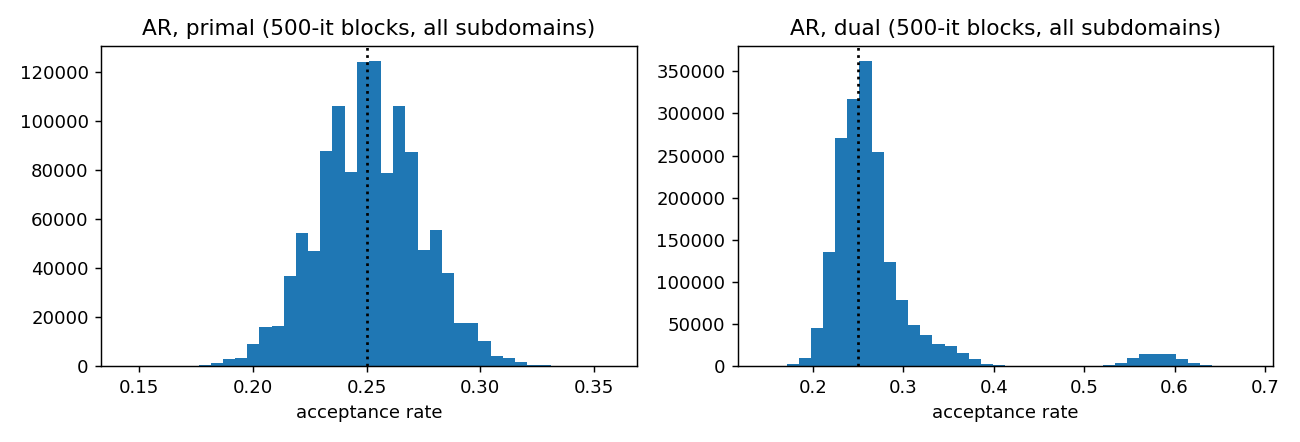 AR, primal (500-it blocks, all subdomains)
120000
100000
80000
60000
40000
20000
0
0.15 0.20 0.25 0.30 0.35
acceptance rate
AR, dual (500-it blocks, all subdomains)
350000
300000
250000
200000
150000
100000
50000
0
0.2 0.3 0.4 0.5 0.6 0.7
acceptance rate